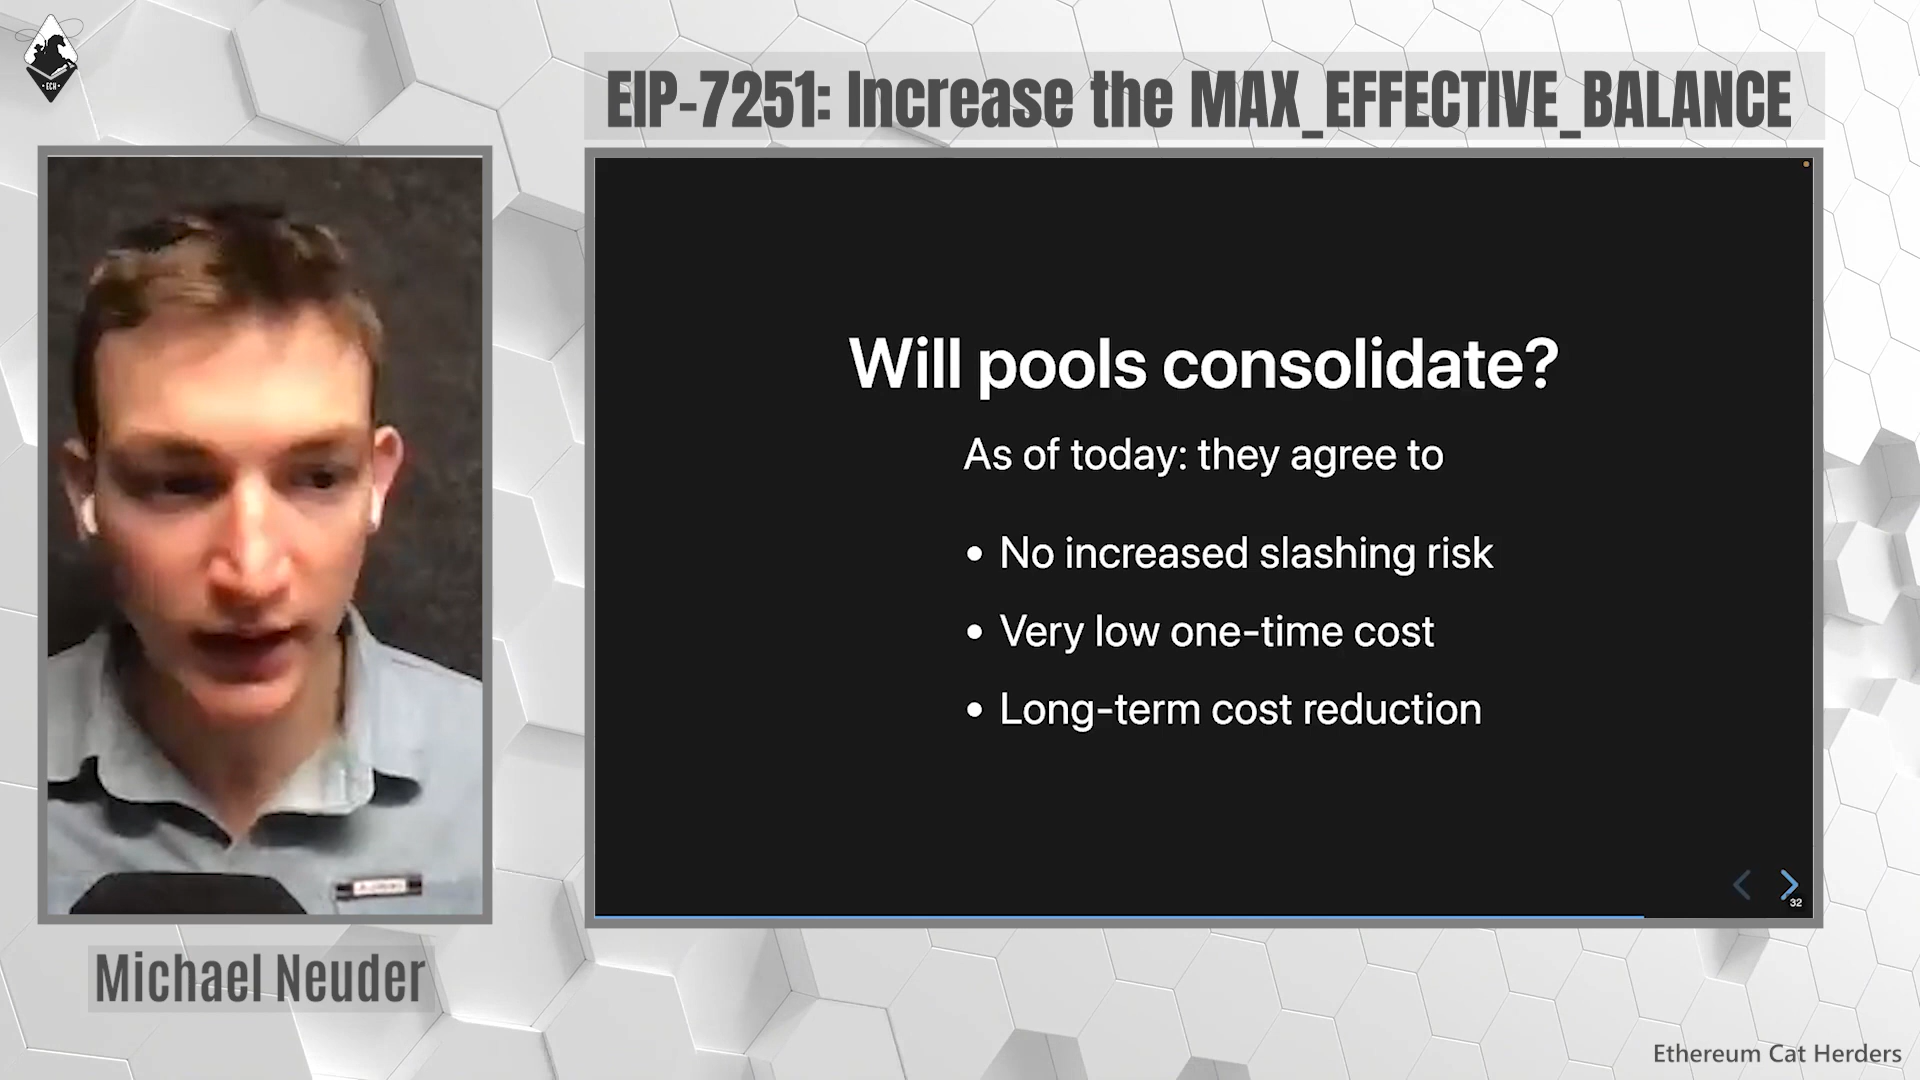 ECH
EIP-7251: Increase the MAX_EFFECTIVE_BALANCE
Will pools consolidate?
As of today: they agree to
• No increased slashing risk
• Very low one-time cost
• Long-term cost reduction
32
Michael Neuder
Ethereum Cat Herders